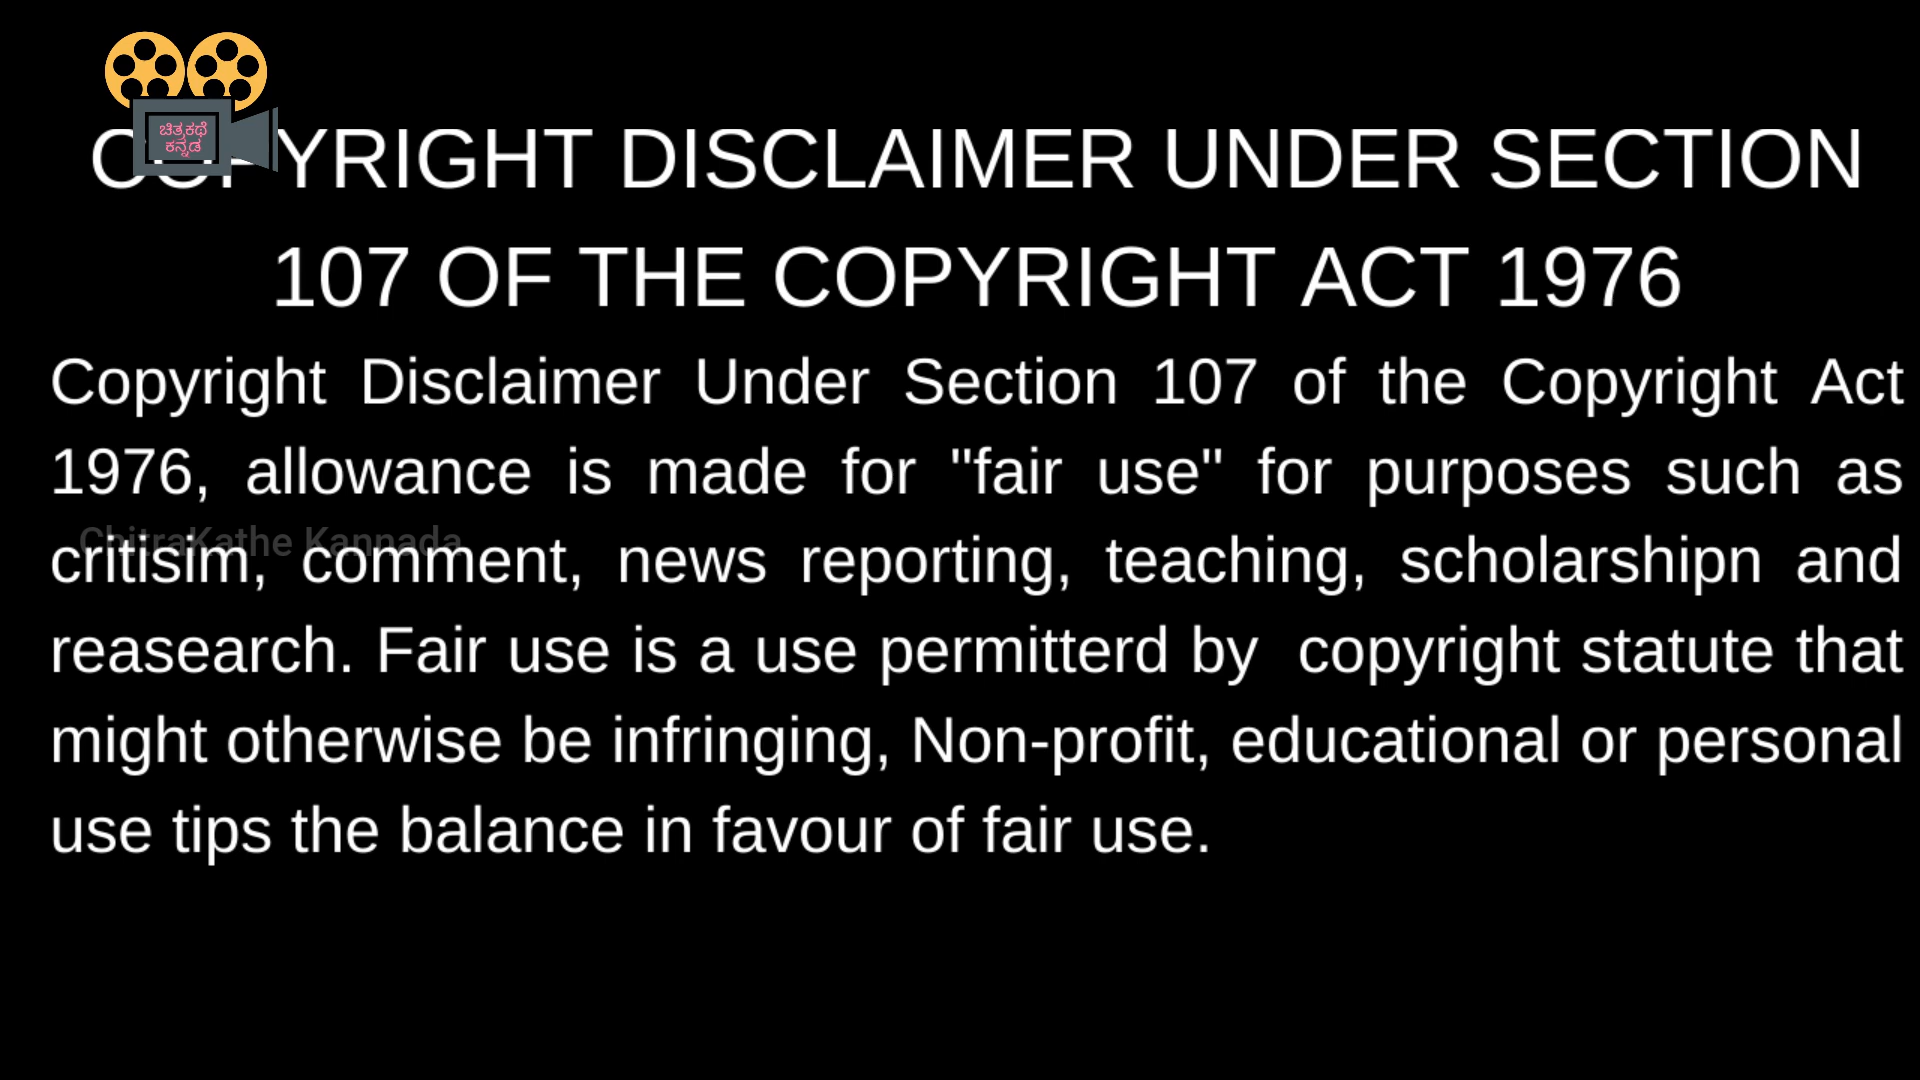 ಚಿತ್ರಕಥೆ
ಕನ್ನಡ
COPYRIGHT DISCLAIMER UNDER SECTION
107 OF THE COPYRIGHT ACT 1976
Copyright Disclaimer Under Section 107 of the Copyright Act
1976, allowance is made for "fair use" for purposes such as
ChitraKathe Kannada
critisim, comment, news reporting, teaching, scholarshipn and
reasearch. Fair use is a use permitterd by copyright statute that
might otherwise be infringing, Non-profit, educational or personal
use tips the balance in favour of fair use.